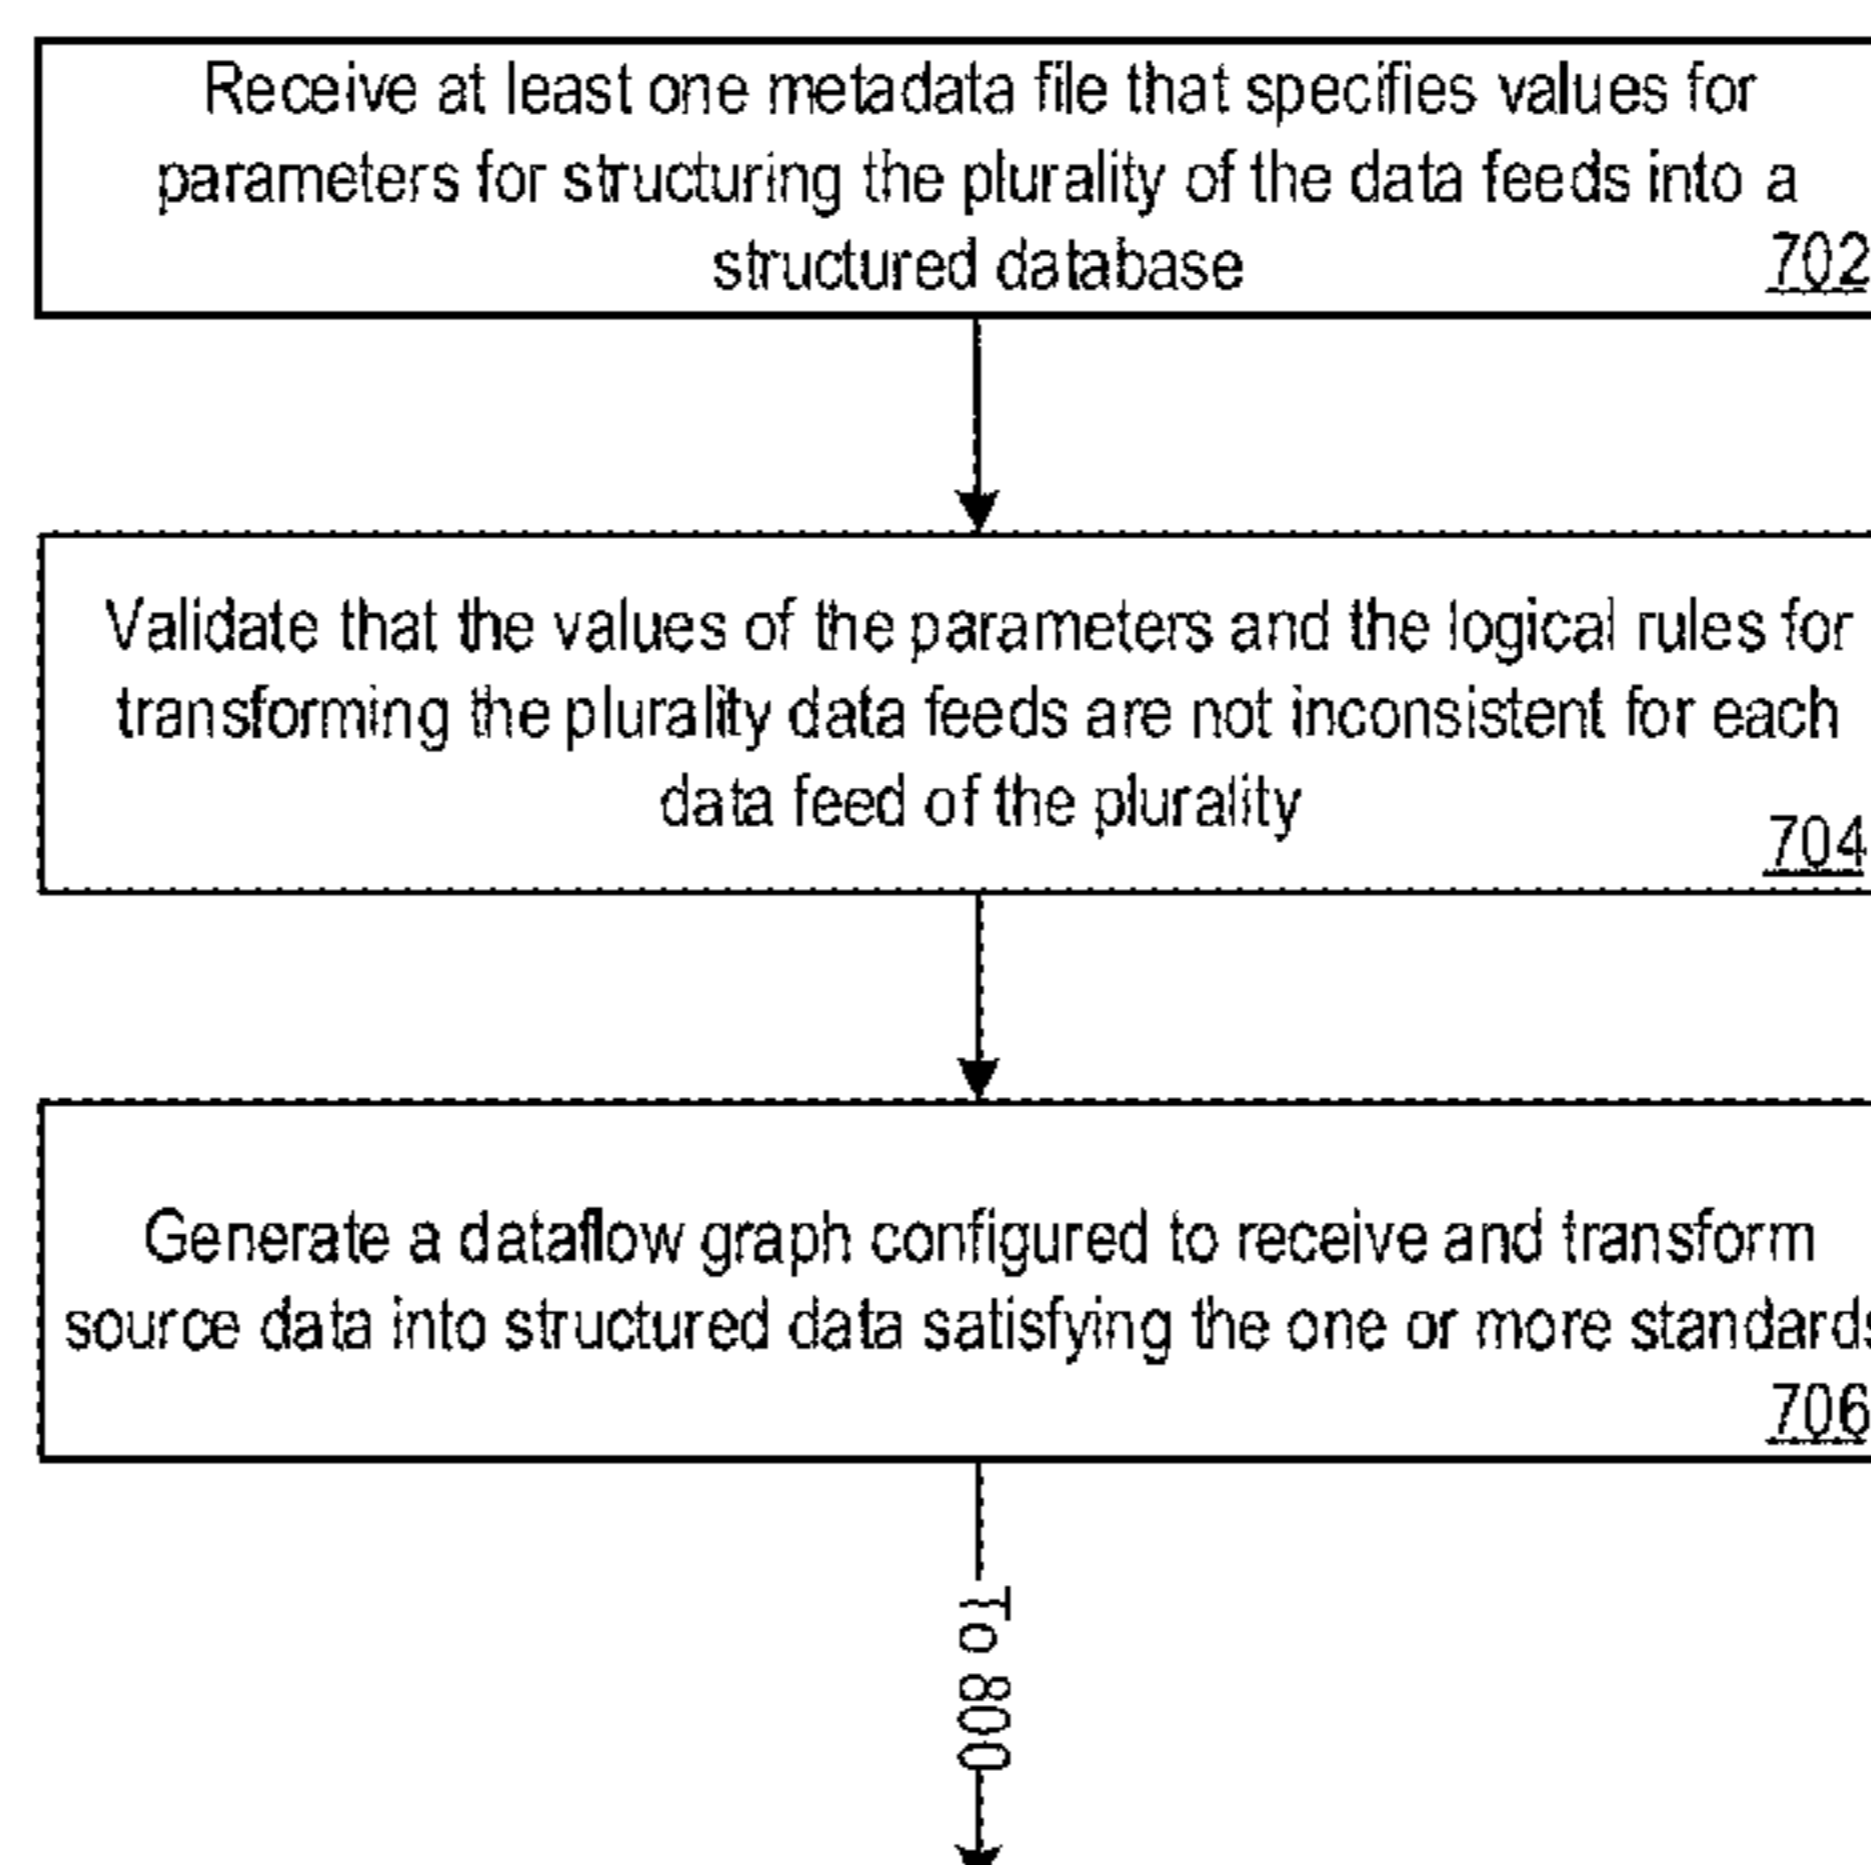 Receive at least one metadata file that specifies values for
parameters for structuring the plurality of the data feeds into a
structured database
702
Validate that the values of the parameters and the logical rules for
transforming the plurality data feeds are not inconsistent for each
data feed of the plurality
704
Generate a dataflow graph configured to receive and transform
source data into structured data satisfying the one or more standards
706
To 800